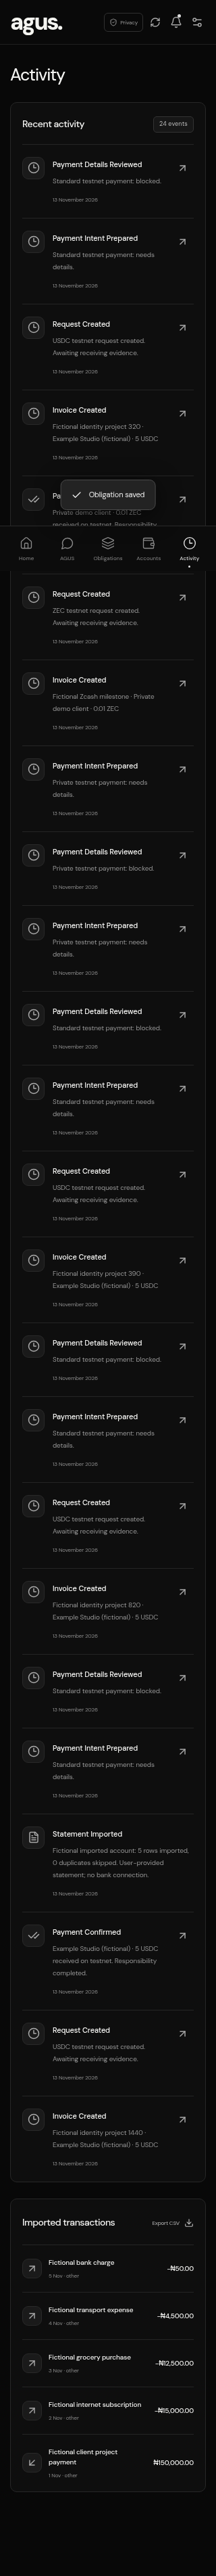 agus.
Privacy
Activity
Recent activity
24 events
Payment Details Reviewed
Standard testnet payment: blocked.
13 November 2026
Payment Intent Prepared
Standard testnet payment: needs
details.
13 November 2026
Request Created
USDC testnet request created.
Awaiting receiving evidence.
13 November 2026
Invoice Created
Fictional identity project 320 ·
Example Studio (fictional) · 5 USDC
13 November 2026
Obligation saved
Private demo client · 0.01 ZEC
received on testnet. Responsibility
Home
AGUS
Obligations
Accounts
Activity
Request Created
ZEC testnet request created.
Awaiting receiving evidence.
13 November 2026
Invoice Created
Fictional Zcash milestone · Private
demo client · 0.01 ZEC
13 November 2026
Payment Intent Prepared
Private testnet payment: needs
details.
13 November 2026
Payment Details Reviewed
Private testnet payment: blocked.
13 November 2026
Payment Intent Prepared
Private testnet payment: needs
details.
13 November 2026
Payment Details Reviewed
Standard testnet payment: blocked.
13 November 2026
Payment Intent Prepared
Standard testnet payment: needs
details.
13 November 2026
Request Created
USDC testnet request created.
Awaiting receiving evidence.
13 November 2026
Invoice Created
Fictional identity project 390 ·
Example Studio (fictional) · 5 USDC
13 November 2026
Payment Details Reviewed
Standard testnet payment: blocked.
13 November 2026
Payment Intent Prepared
Standard testnet payment: needs
details.
13 November 2026
Request Created
USDC testnet request created.
Awaiting receiving evidence.
13 November 2026
Invoice Created
Fictional identity project 820 ·
Example Studio (fictional) · 5 USDC
13 November 2026
Payment Details Reviewed
Standard testnet payment: blocked.
13 November 2026
Payment Intent Prepared
Standard testnet payment: needs
details.
13 November 2026
Statement Imported
Fictional imported account: 5 rows imported,
0 duplicates skipped. User-provided
statement; no bank connection.
13 November 2026
Payment Confirmed
Example Studio (fictional) · 5 USDC
received on testnet. Responsibility
completed.
13 November 2026
Request Created
USDC testnet request created.
Awaiting receiving evidence.
13 November 2026
Invoice Created
Fictional identity project 1440 ·
Example Studio (fictional) · 5 USDC
13 November 2026
Imported transactions
Export CSV
Fictional bank charge
5 Nov · other
-₦50.00
Fictional transport expense
4 Nov · other
-₦4,500.00
Fictional grocery purchase
3 Nov · other
-₦12,500.00
Fictional internet subscription
2 Nov · other
-₦15,000.00
Fictional client project
payment
1 Nov · other
₦150,000.00